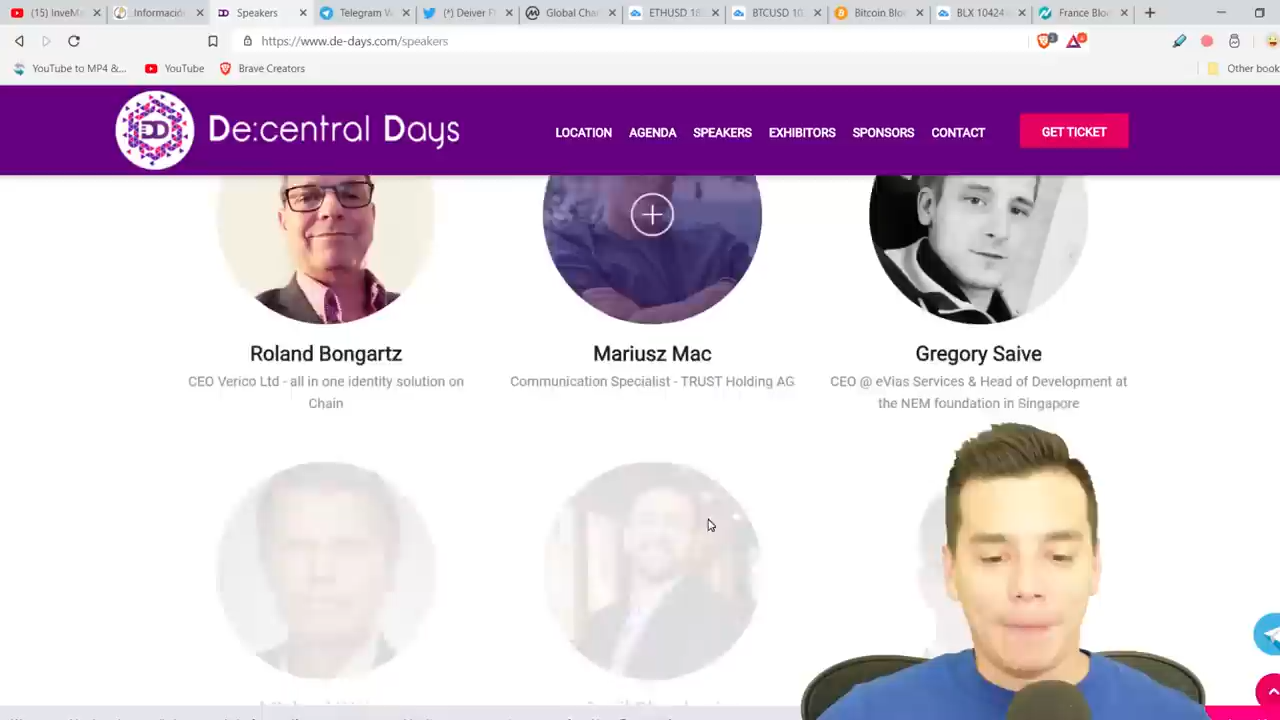 (15) InveM
Informació
Speakers
Telegram W
(*) Deiver F
Global Cha
ETHUSD 18
BTCUSD 10
Bitcoin Blo
BLX 10424
France Bloc
https://www.de-days.com/speakers
YouTube to MP4 &...
YouTube
Brave Creators
Other book
De:central Days
LOCATION
AGENDA
SPEAKERS
EXHIBITORS
SPONSORS
CONTACT
GET TICKET
Roland Bongartz
CEO Verico Ltd - all in one identity solution on
Chain
Mariusz Mac
Communication Specialist - TRUST Holding AG
Gregory Saive
CEO @ eVias Services & Head of Development at
the NEM foundation in Singapore